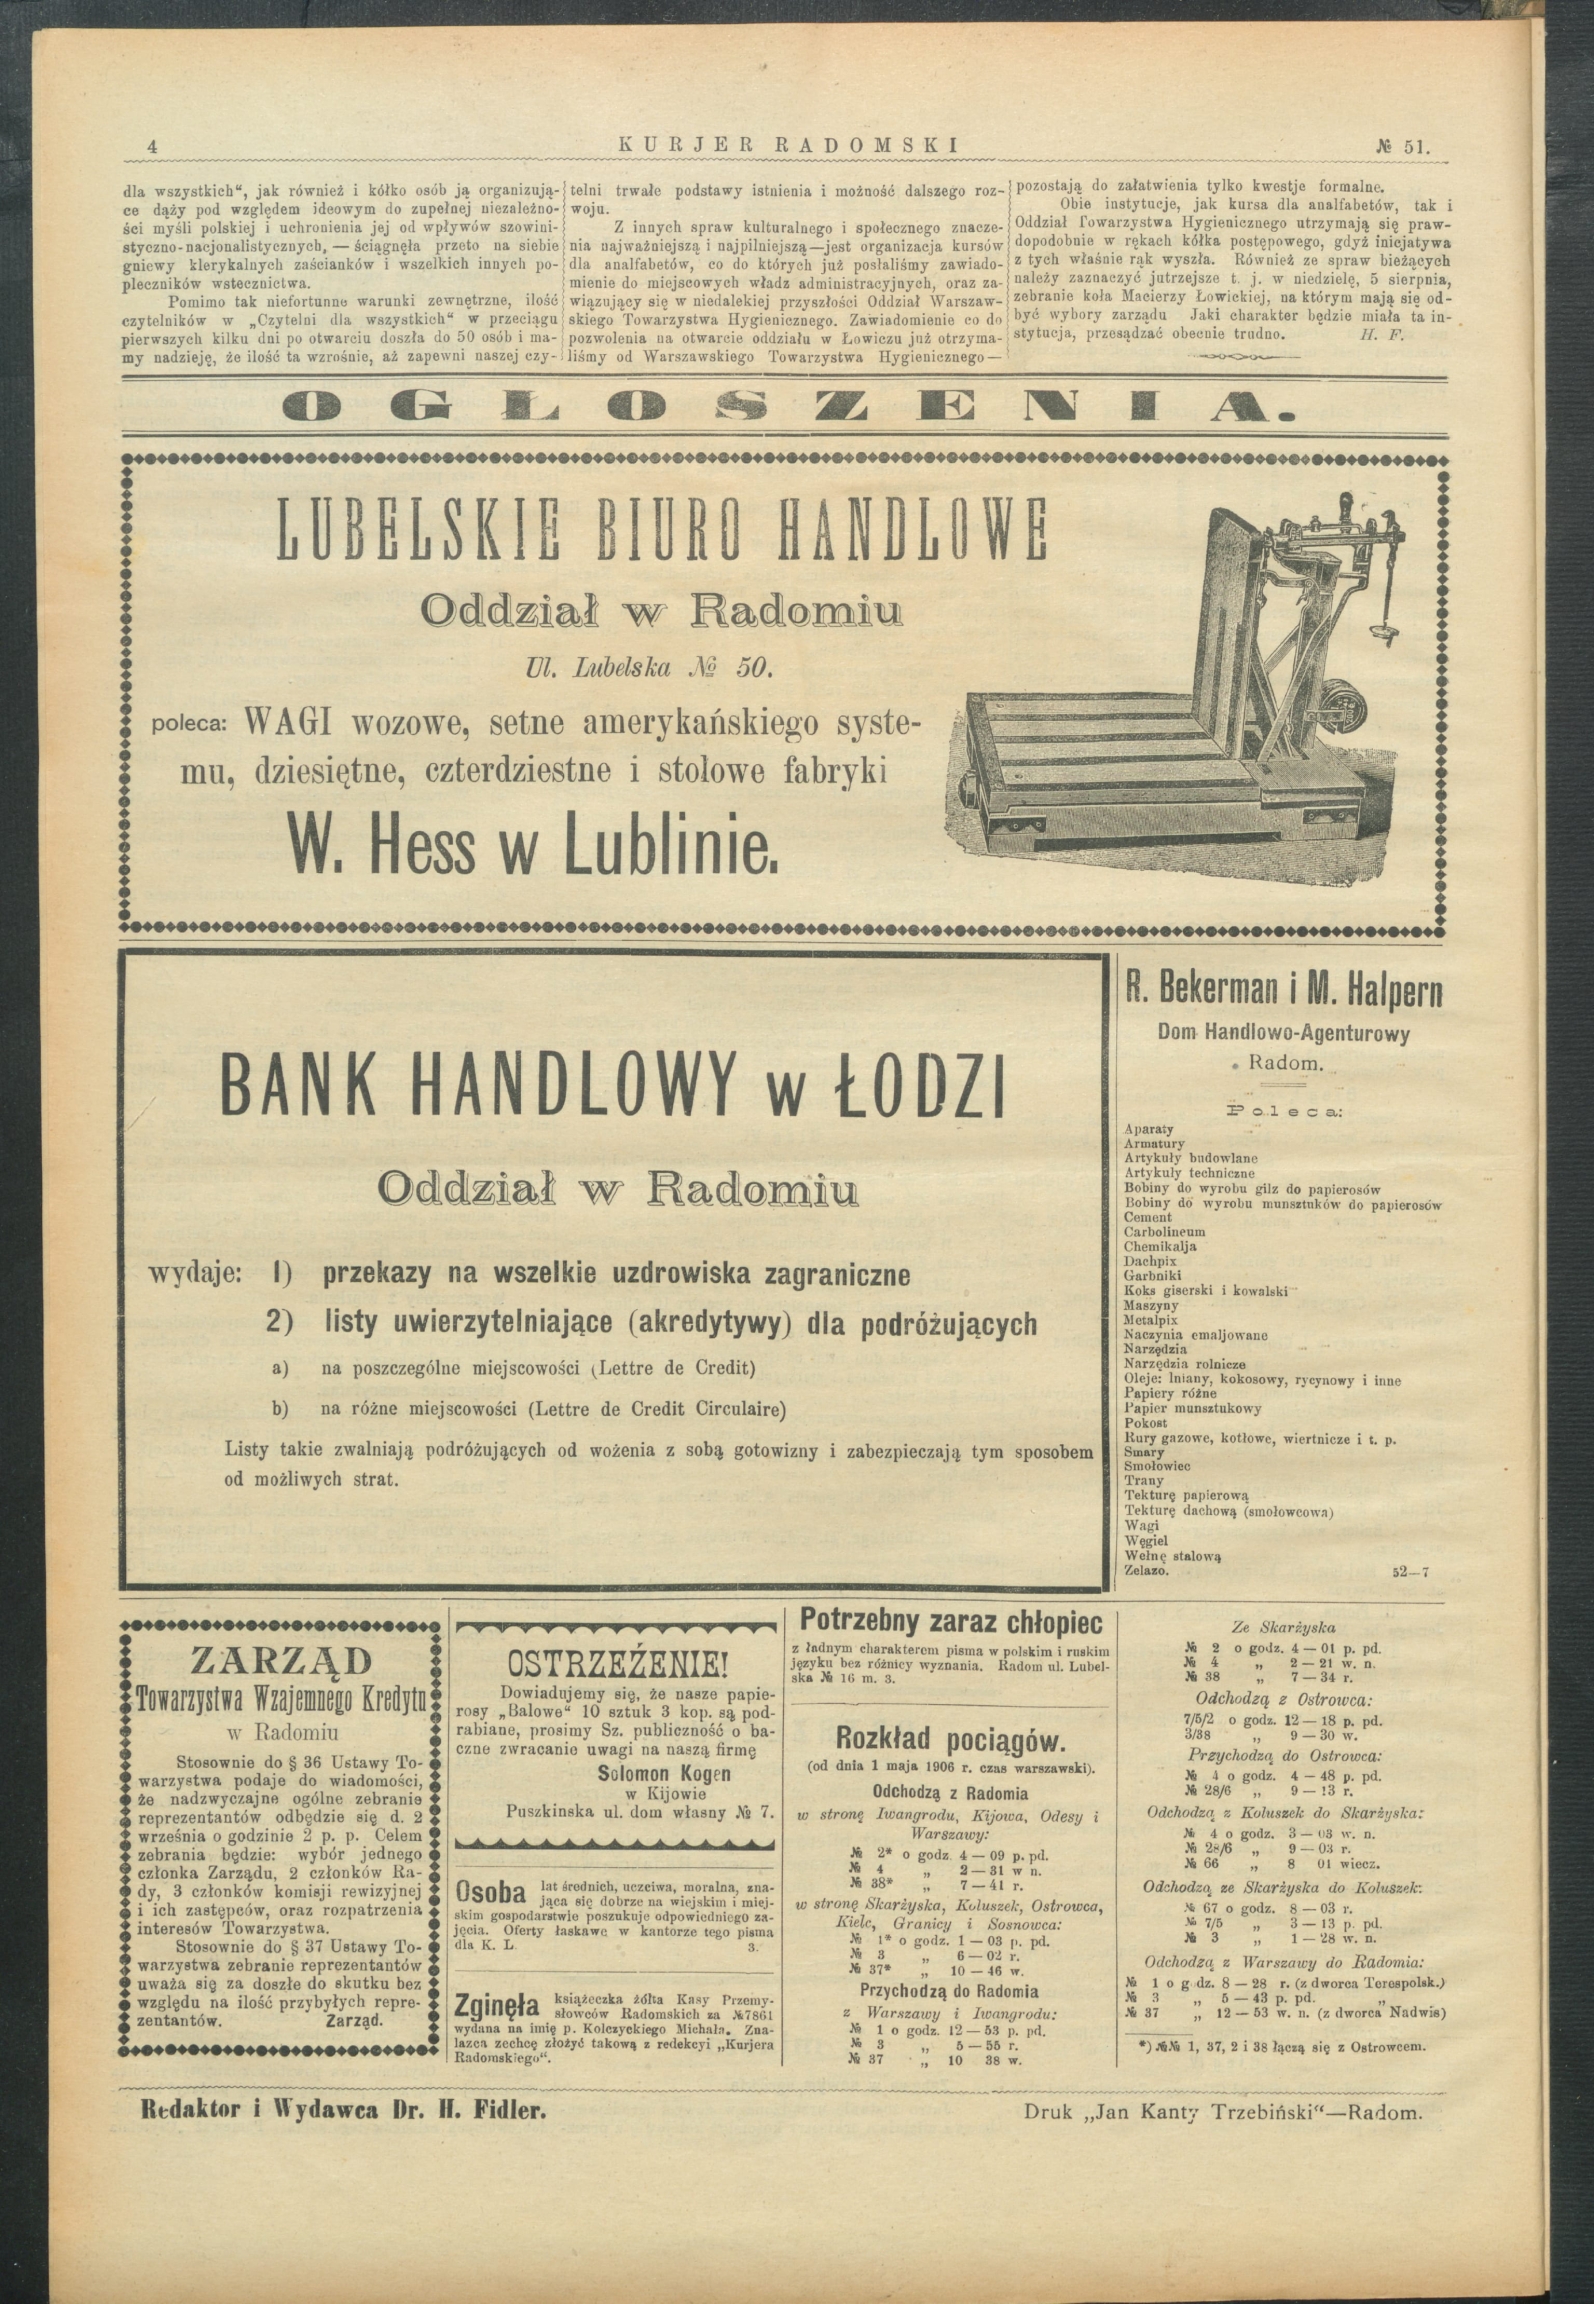 4
KURJER RADOMSKI
№ 51.
dla wszystkich“, jak również i kółko osób ją organizują-
ce dąży pod względem ideowym do zupełnej niezależno-
ści myśli polskiej i uchronienia jej od wpływów szowini-
styczno-nacjonalistycznych, — ściągnęła przeto na siebie
gniewy klerykalnych zaścianków i wszelkich innych po-
pleczników wstecznictwa.
Pomimo tak niefortunne warunki zewnętrzne, ilość
czytelników w „Czytelni dla wszystkich“ w przeciągu
pierwszych kilku dni po otwarciu doszła do 50 osób i ma-
my nadzieję, że ilość ta wzrośnie, aż zapewni naszej czy-
telni trwałe podstawy istnienia i możność dalszego roz-
woju.
Z innych spraw kulturalnego i społecznego znacze-
nia najważniejszą i najpilniejszą—jest organizacja kursów
dla analfabetów, co do których już posłaliśmy zawiado-
mienie do miejscowych władz administracyjnych, oraz za-
wiązujący się w niedalekiej przyszłości Oddział Warszaw-
skiego Towarzystwa Hygienicznego. Zawiadomienie co do
pozwolenia na otwarcie oddziału w Łowiczu już otrzyma-
liśmy od Warszawskiego Towarzystwa Hygienicznego—
pozostają do załatwienia tylko kwestje formalne.
Obie instytucje, jak kursa dla analfabetów, tak i
Oddział Towarzystwa Hygienicznego utrzymają się praw-
dopodobnie w rękach kółka postępowego, gdyż inicjatywa
z tych właśnie rąk wyszła. Również ze spraw bieżących
należy zaznaczyć jutrzejsze t. j. w niedzielę, 5 sierpnia,
zebranie koła Macierzy Łowickiej, na którym mają się od-
być wybory zarządu Jaki charakter będzie miała ta in-
stytucja, przesądzać obecnie trudno. H. F.
OGŁOSZENIA.
LUBELSKIE BIURO HANDLOWE
Oddział w Radomiu
Ul. Lubelska № 50.
poleca: WAGI wozowe, setne amerykańskiego syste-
mu, dziesiętne, czterdziestne i stolowe fabryki
W. Hess w Lublinie.
BANK HANDLOWY w ŁODZI
Oddział w Radomiu
wydaje: 1) przekazy na wszelkie uzdrowiska zagraniczne
2) listy uwierzytelniające (akredytywy) dla podróżujących
a) na poszczególne miejscowości (Lettre de Credit)
b) na różne miejscowości (Lettre de Credit Circulaire)
Listy takie zwalniają podróżujących od wożenia z sobą gotowizny i zabezpieczają tym sposobem
od możliwych strat.
R. Bekerman i M. Halpern
Dom Handlowo-Agenturowy
Radom.
Poleca:
Aparaty
Armatury
Artykuły budowlane
Artykuły techniczne
Bobiny do wyrobu gilz do papierosów
Bobiny do wyrobu munsztuków do papierosów
Cement
Carbolineum
Chemikalja
Dachpix
Garbniki
Koks giserski i kowalski
Maszyny
Metalpix
Naczynia emaljowane
Narzędzia
Narzędzia rolnicze
Oleje: lniany, kokosowy, rycynowy i inne
Papiery różne
Papier munsztukowy
Pokost
Rury gazowe, kotłowe, wiertnicze i t. p.
Smary
Smołowiec
Trany
Tekturę papierową
Tekturę dachową (smołowcowa)
Wagi
Węgiel
Wełnę stalową
Zelazo. 52—7
ZARZĄD
Towarzystwa Wzajemnego Kredytu
w Radomiu
Stosownie do § 36 Ustawy To-
warzystwa podaje do wiadomości,
że nadzwyczajne ogólne zebranie
reprezentantów odbędzie się d. 2
września o godzinie 2 p. p. Celem
zebrania będzie: wybór jednego
członka Zarządu, 2 członków Ra-
dy, 3 członków komisji rewizyjnej
i ich zastępców, oraz rozpatrzenia
interesów Towarzystwa.
Stosownie do § 37 Ustawy To-
warzystwa zebranie reprezentantów
uważa się za doszłe do skutku bez
względu na ilość przybyłych repre-
zentantów. Zarząd.
OSTRZEŻENIE!
Dowiadujemy się, że nasze papie-
rosy „Balowe“ 10 sztuk 3 kop. są pod-
rabiane, prosimy Sz. publiczność o ba-
czne zwracanie uwagi na naszą firmę
Solomon Kogen
w Kijowie
Puszkinska ul. dom własny № 7.
Osoba lat średnich, uczciwa, moralna, zna-
jąca się dobrze na wiejskim i miej-
skim gospodarstwie poszukuje odpowiedniego za-
jęcia. Oferty łaskawe w kantorze tego pisma
dla K. L. 3.
Zginęła książeczka żółta Kasy Przemy-
słowców Radomskich za №7861
wydana na imię p. Kolczyckiego Michała. Zna-
lazca zechcę złożyć takową z redekcyi „Kurjera
Radomskiego“.
Potrzebny zaraz chłopiec
z ładnym charakterem pisma w polskim i ruskim
języku bez różnicy wyznania. Radom ul. Lubel-
ska № 16 m. 3.
Rozkład pociągów.
(od dnia 1 maja 1906 r. czas warszawski).
Odchodzą z Radomia
w stronę Iwangrodu, Kijowa, Odesy i
Warszawy:
№ 2* o godz. 4 — 09 p. pd.
№ 4 „ 2 — 31 w n.
№ 38* „ 7 — 41 r.
w stronę Skarżyska, Koluszek, Ostrowca,
Kielc, Granicy i Sosnowca:
№ 1* o godz. 1 — 03 p. pd.
№ 3 „ 6 — 02 r.
№ 37* „ 10 — 46 w.
Przychodzą do Radomia
z Warszawy i Iwangrodu:
№ 1 o godz. 12 — 53 p. pd.
№ 3 „ 5 — 55 r.
№ 37 „ 10 38 w.
Ze Skarżyska
№ 2 o godz. 4 — 01 p. pd.
№ 4 „ 2 — 21 w. n.
№ 38 „ 7 — 34 r.
Odchodzą z Ostrowca:
7/5/2 o godz. 12 — 18 p. pd.
3/38 „ 9 — 30 w.
Przychodzą do Ostrowca:
№ 4 o godz. 4 — 48 p. pd.
№ 28/6 „ 9 — 13 r.
Odchodzą z Koluszek do Skarżyska:
№ 4 o godz. 3 — 03 w. n.
№ 28/6 „ 9 — 03 r.
№ 66 „ 8 01 wiecz.
Odchodzą ze Skarżyska do Koluszek:
№ 67 o godz. 8 — 03 r.
№ 7/5 „ 3 — 13 p. pd.
№ 3 „ 1 — 28 w. n.
Odchodzą z Warszawy do Radomia:
№ 1 o g dz. 8 — 28 r. (z dworca Terespolsk.)
№ 3 „ 5 — 43 p. pd. „
№ 37 „ 12 — 53 w. n. (z dworca Nadwis)
*) №№ 1, 37, 2 i 38 łączą się z Ostrowcem.
Redaktor i Wydawca Dr. H. Fidler.
Druk „Jan Kanty Trzebiński“—Radom.